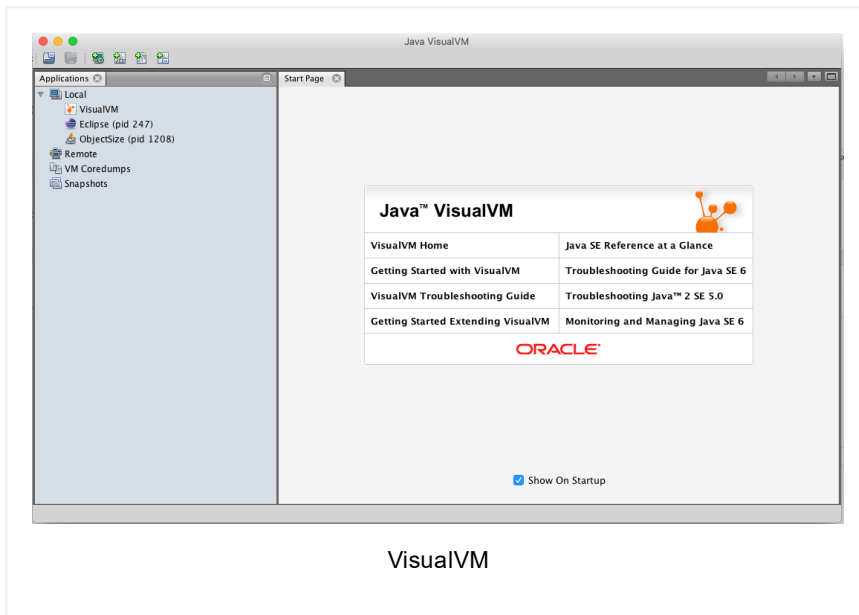 Java VisualVM
Applications
Start Page
Local
VisualVM
Eclipse (pid 247)
ObjectSize (pid 1208)
Remote
VM Coredumps
Snapshots
Java™ VisualVM
VisualVM Home
Java SE Reference at a Glance
Getting Started with VisualVM
Troubleshooting Guide for Java SE 6
VisualVM Troubleshooting Guide
Troubleshooting Java™ 2 SE 5.0
Getting Started Extending VisualVM
Monitoring and Managing Java SE 6
ORACLE
Show On Startup
VisualVM